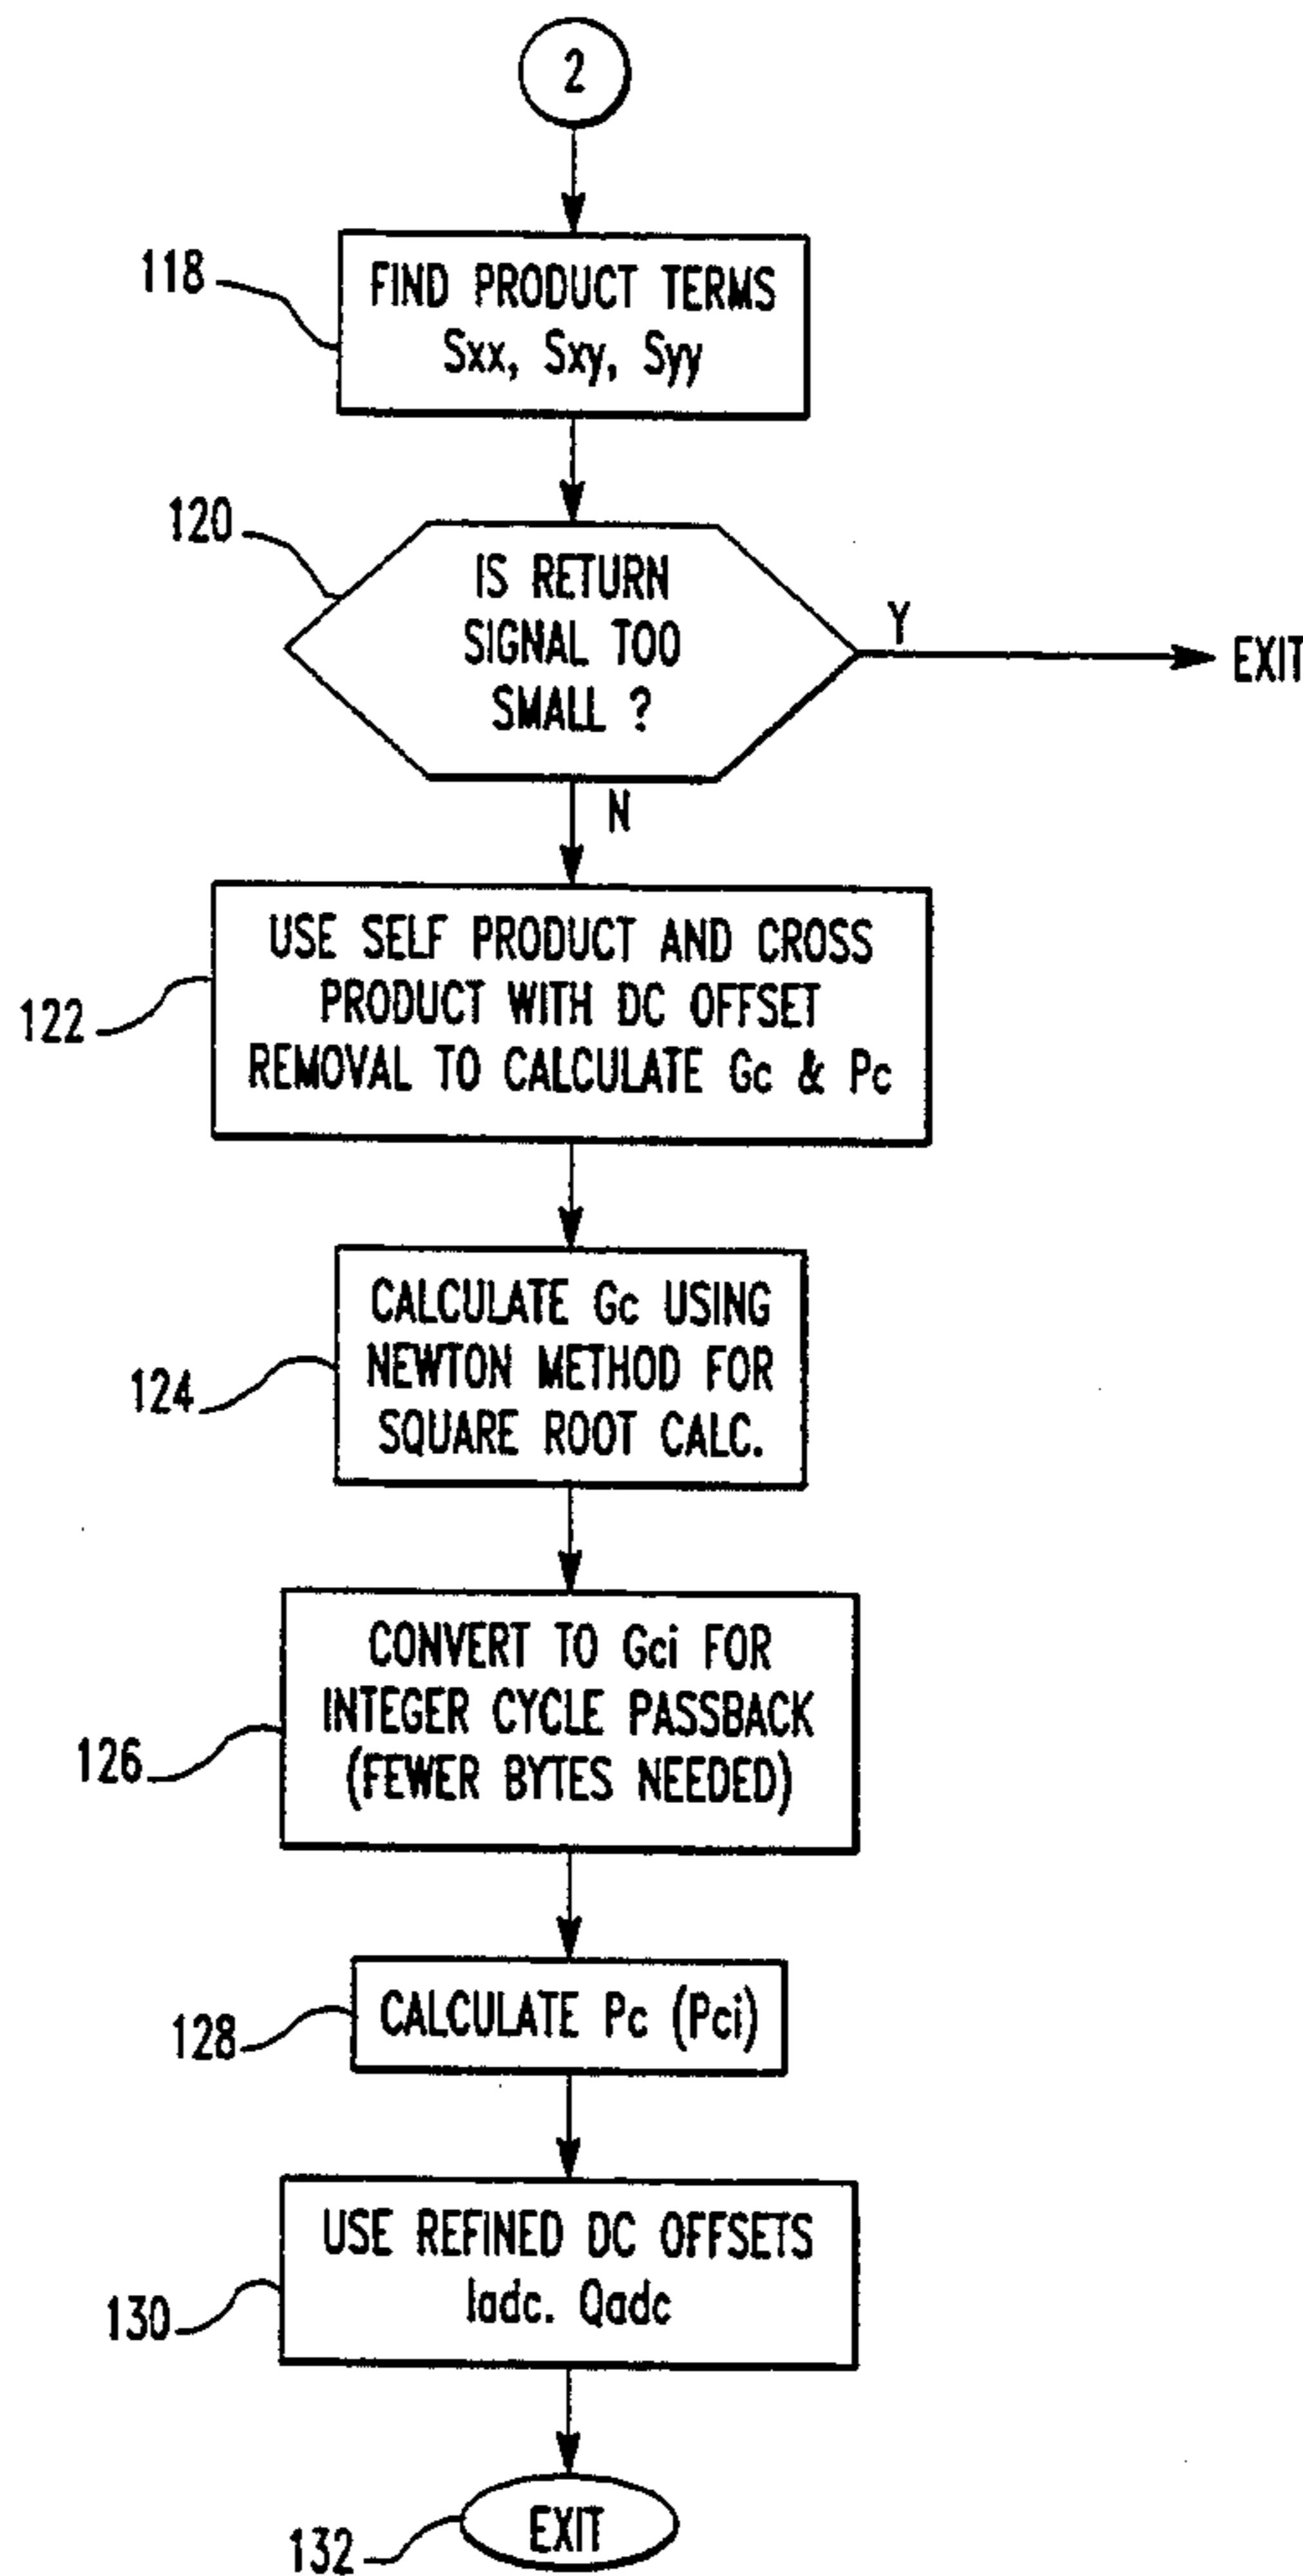 2
118
FIND PRODUCT TERMS
Sxx, Sxy, Syy
120
IS RETURN
SIGNAL TOO
SMALL ?
Y
EXIT
N
122
USE SELF PRODUCT AND CROSS
PRODUCT WITH DC OFFSET
REMOVAL TO CALCULATE Gc & Pc
124
CALCULATE Gc USING
NEWTON METHOD FOR
SQUARE ROOT CALC.
126
CONVERT TO Gci FOR
INTEGER CYCLE PASSBACK
(FEWER BYTES NEEDED)
128
CALCULATE Pc (Pci)
130
USE REFINED DC OFFSETS
Iadc. Qadc
132
EXIT